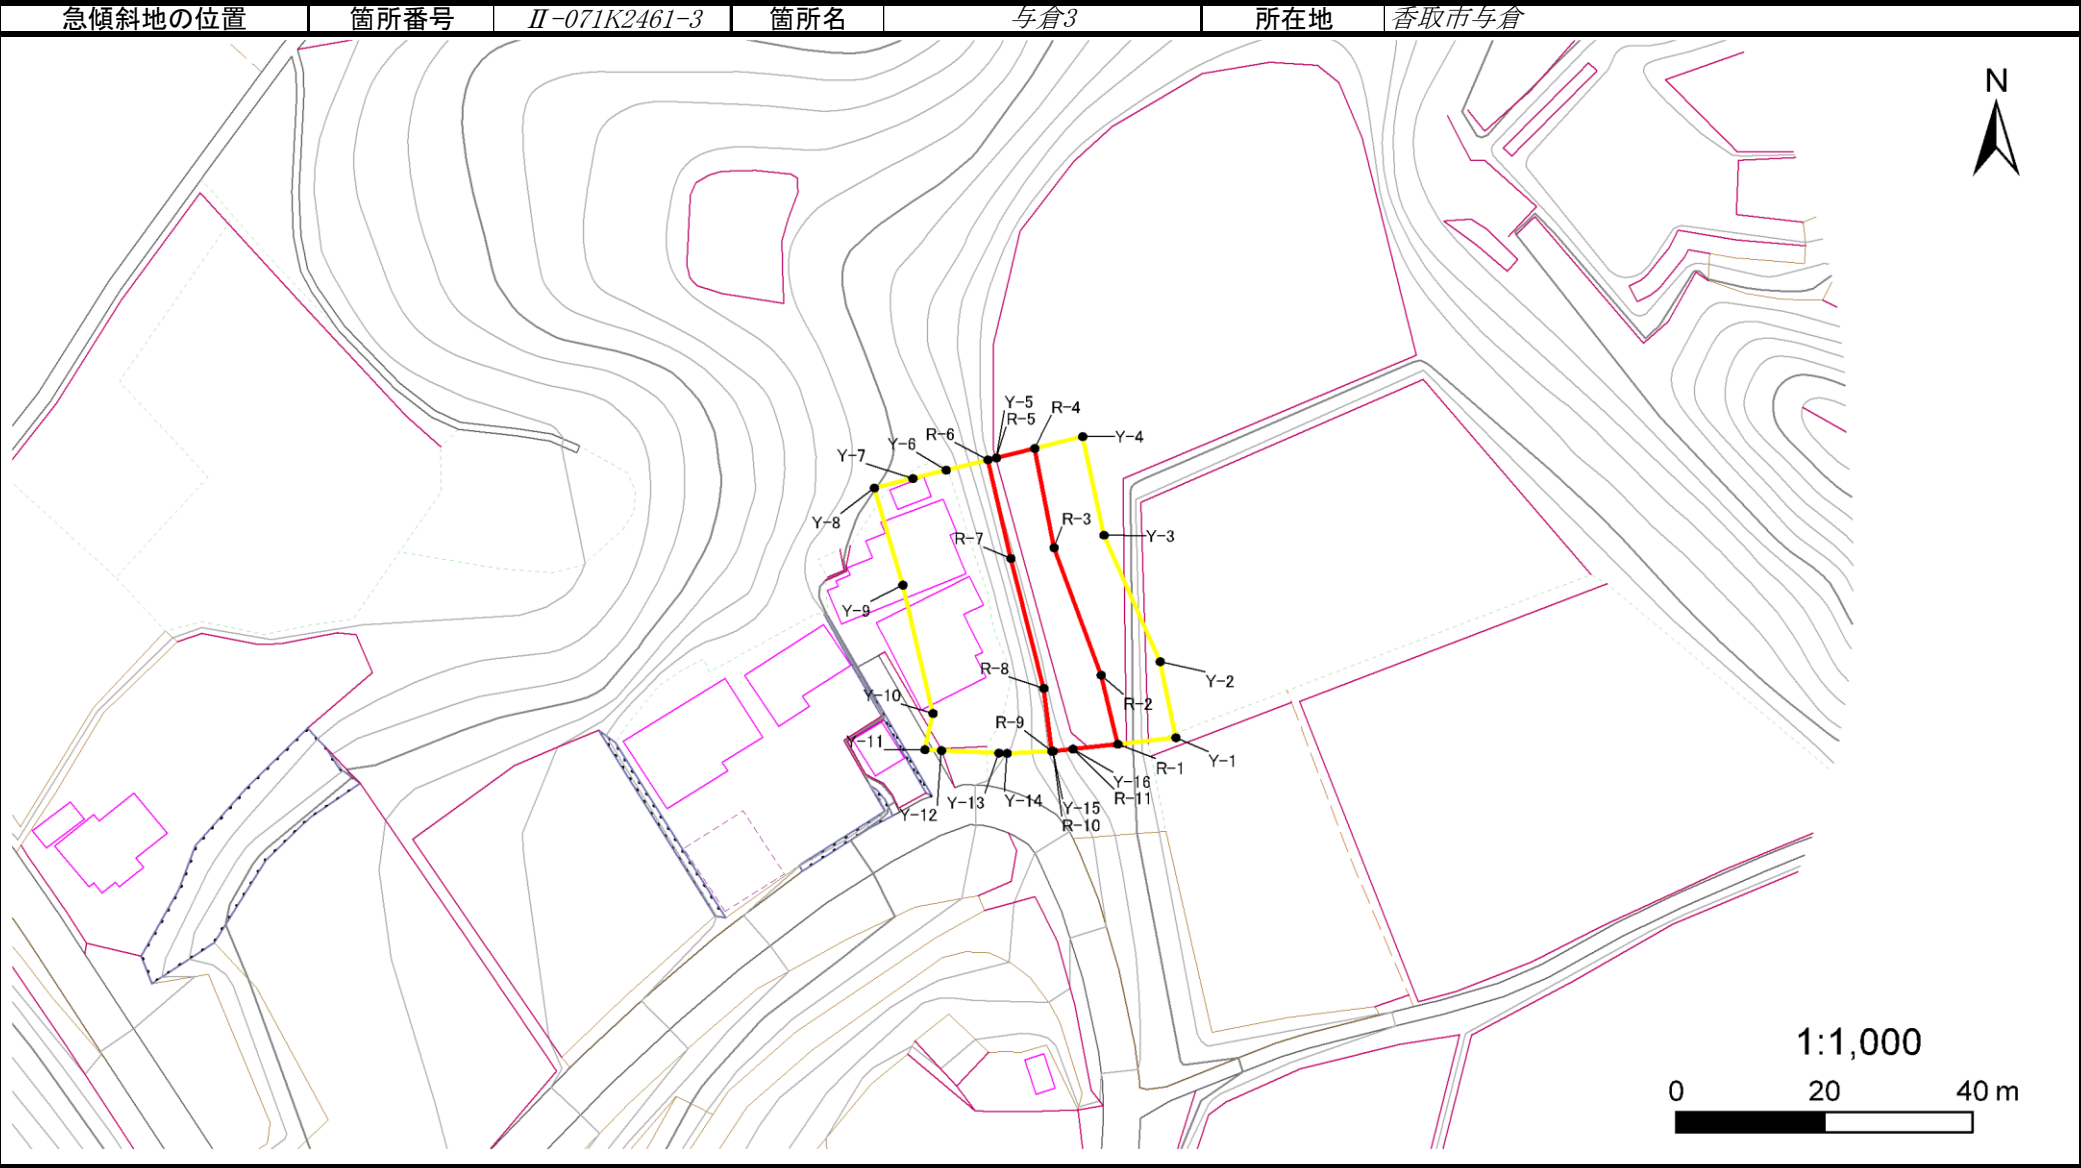 急傾斜地の位置 箇所番号 Ⅱ-071K2461-3 箇所名 与倉3 所在地 香取市与倉
N
Y-5
R-4
R-5
R-6
Y-4
Y-6
Y-7
Y-8
R-3
Y-3
R-7
Y-9
R-8
Y-2
Y-10
R-2
R-9
Y-11
Y-1
R-1
Y-16
R-11
Y-13
Y-14
Y-12
Y-15
R-10
1:1,000
0 20 40 m